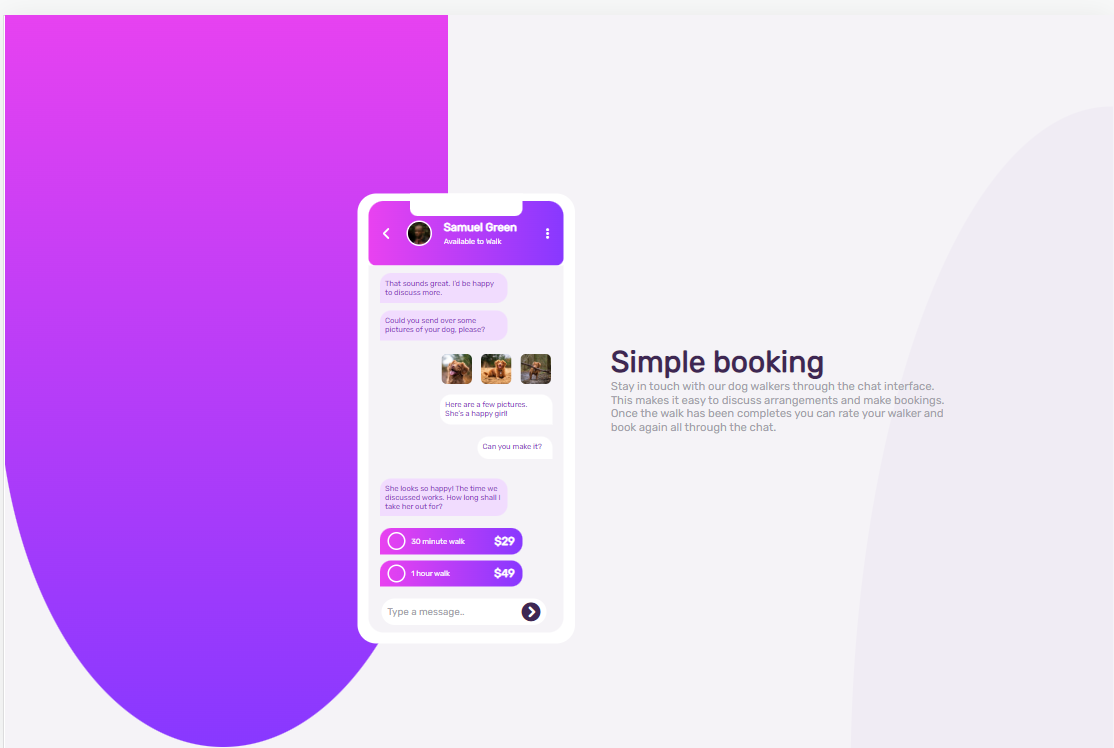 Samuel Green
Available to Walk
That sounds great. I'd be happy
to discuss more.
Could you send over some
pictures of your dog, please?
Here are a few pictures.
She's a happy girl!
Can you make it?
She looks so happy! The time we
discussed works. How long shall I
take her out for?
30 minute walk $29
1 hour walk $49
Type a message..
Simple booking
Stay in touch with our dog walkers through the chat interface.
This makes it easy to discuss arrangements and make bookings.
Once the walk has been completes you can rate your walker and
book again all through the chat.